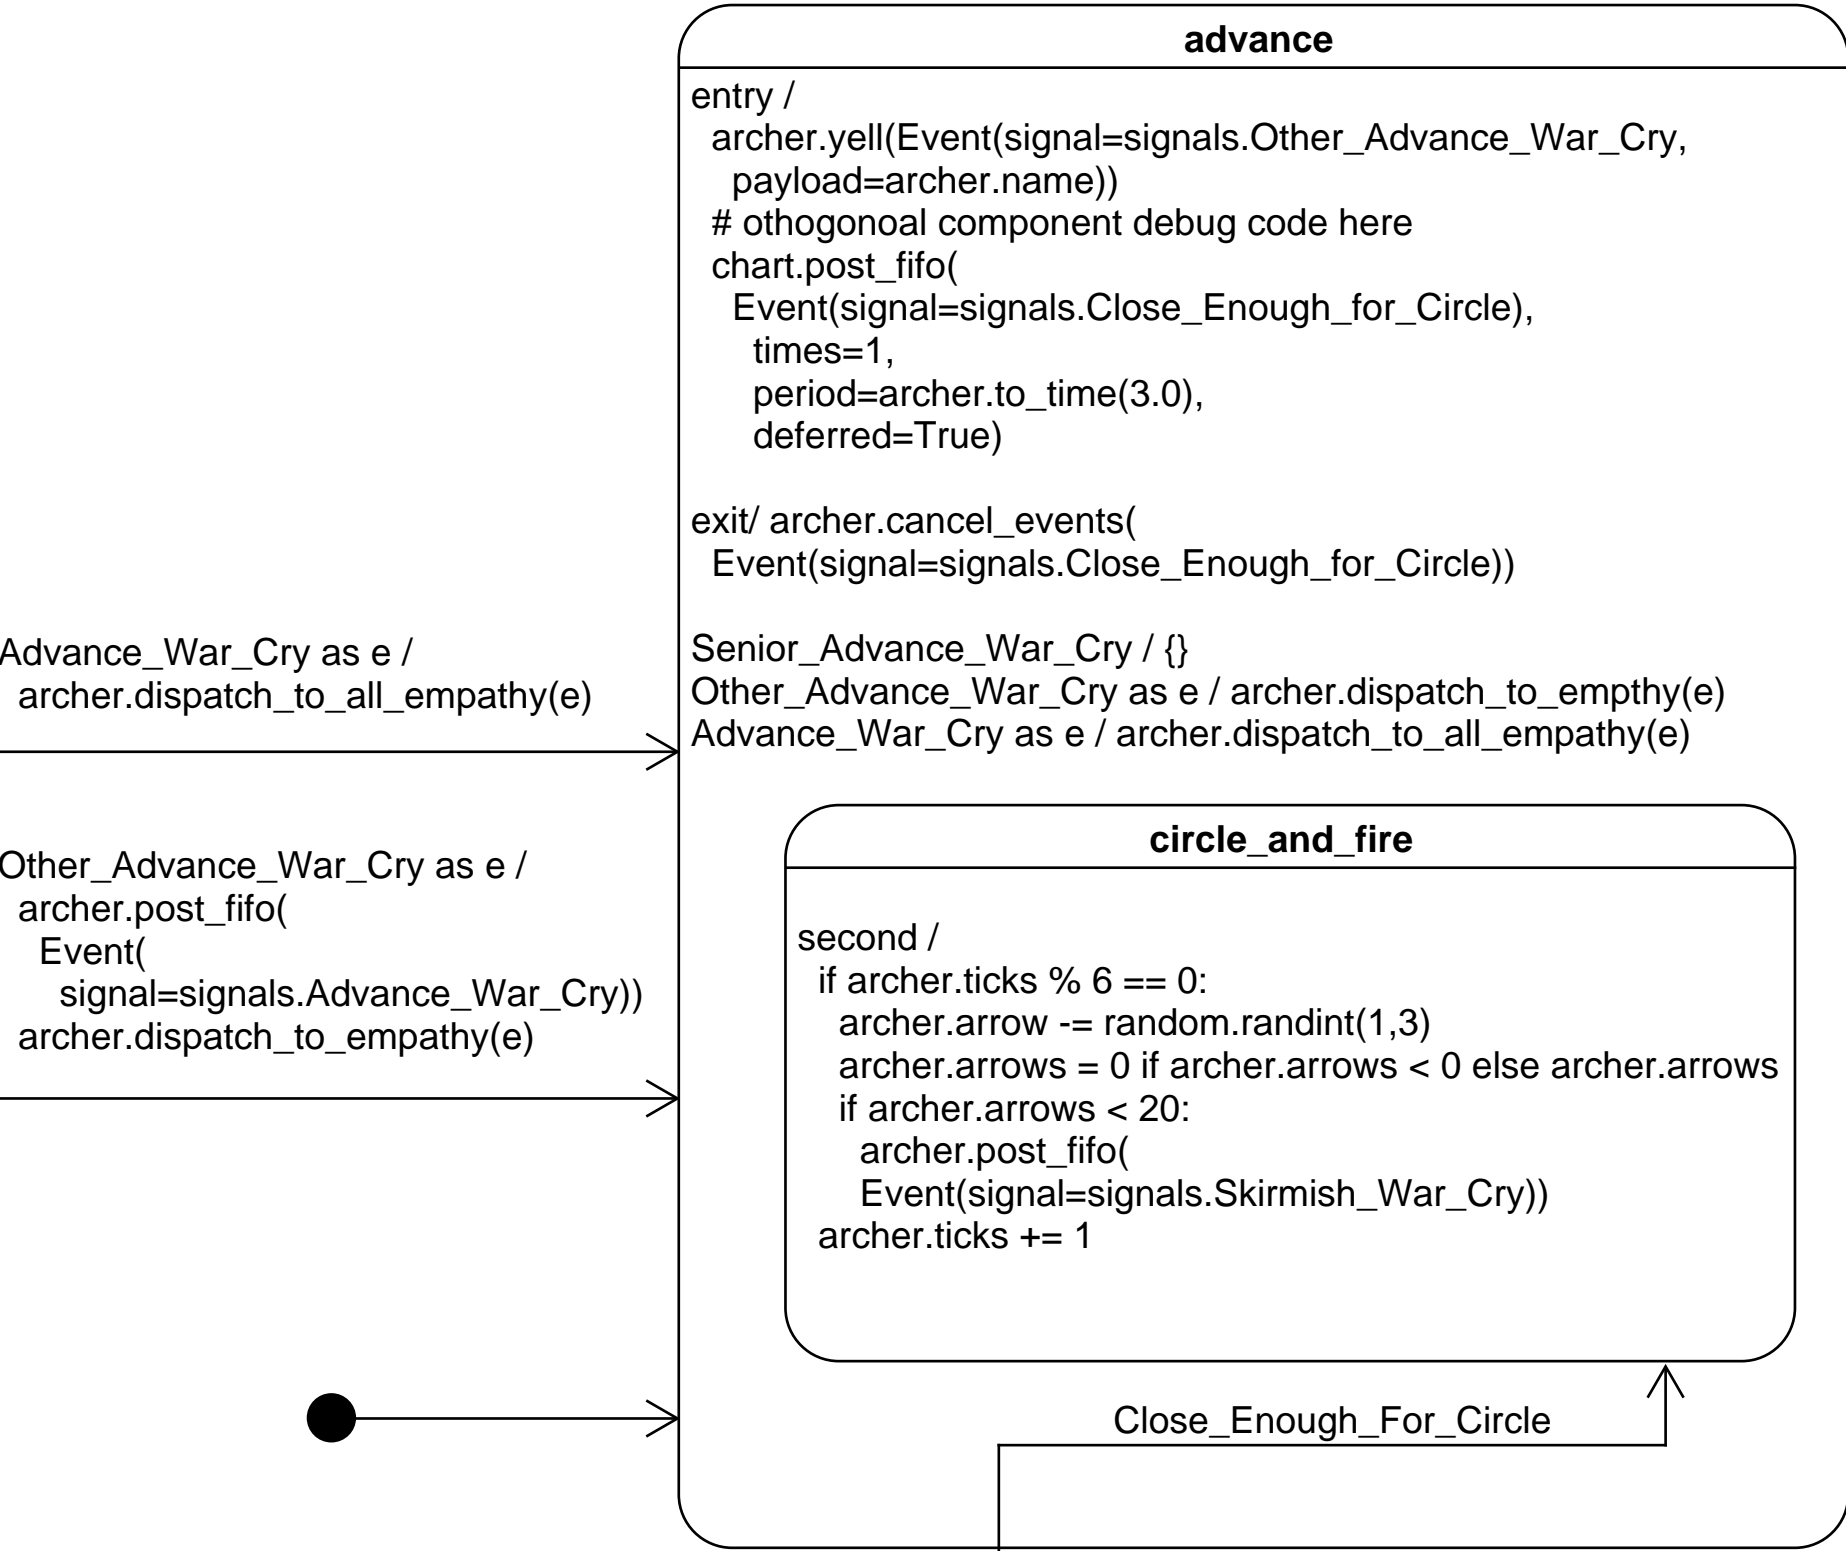 advance
entry /
archer.yell(Event(signal=signals.Other_Advance_War_Cry,
payload=archer.name))
# othogonoal component debug code here
chart.post_fifo(
Event(signal=signals.Close_Enough_for_Circle),
times=1,
period=archer.to_time(3.0),
deferred=True)
exit/ archer.cancel_events(
Event(signal=signals.Close_Enough_for_Circle))
Senior_Advance_War_Cry / {}
Other_Advance_War_Cry as e / archer.dispatch_to_empthy(e)
Advance_War_Cry as e / archer.dispatch_to_all_empathy(e)
Advance_War_Cry as e /
archer.dispatch_to_all_empathy(e)
Other_Advance_War_Cry as e /
archer.post_fifo(
Event(
signal=signals.Advance_War_Cry))
archer.dispatch_to_empathy(e)
circle_and_fire
second /
if archer.ticks % 6 == 0:
archer.arrow -= random.randint(1,3)
archer.arrows = 0 if archer.arrows < 0 else archer.arrows
if archer.arrows < 20:
archer.post_fifo(
Event(signal=signals.Skirmish_War_Cry))
archer.ticks += 1
Close_Enough_For_Circle